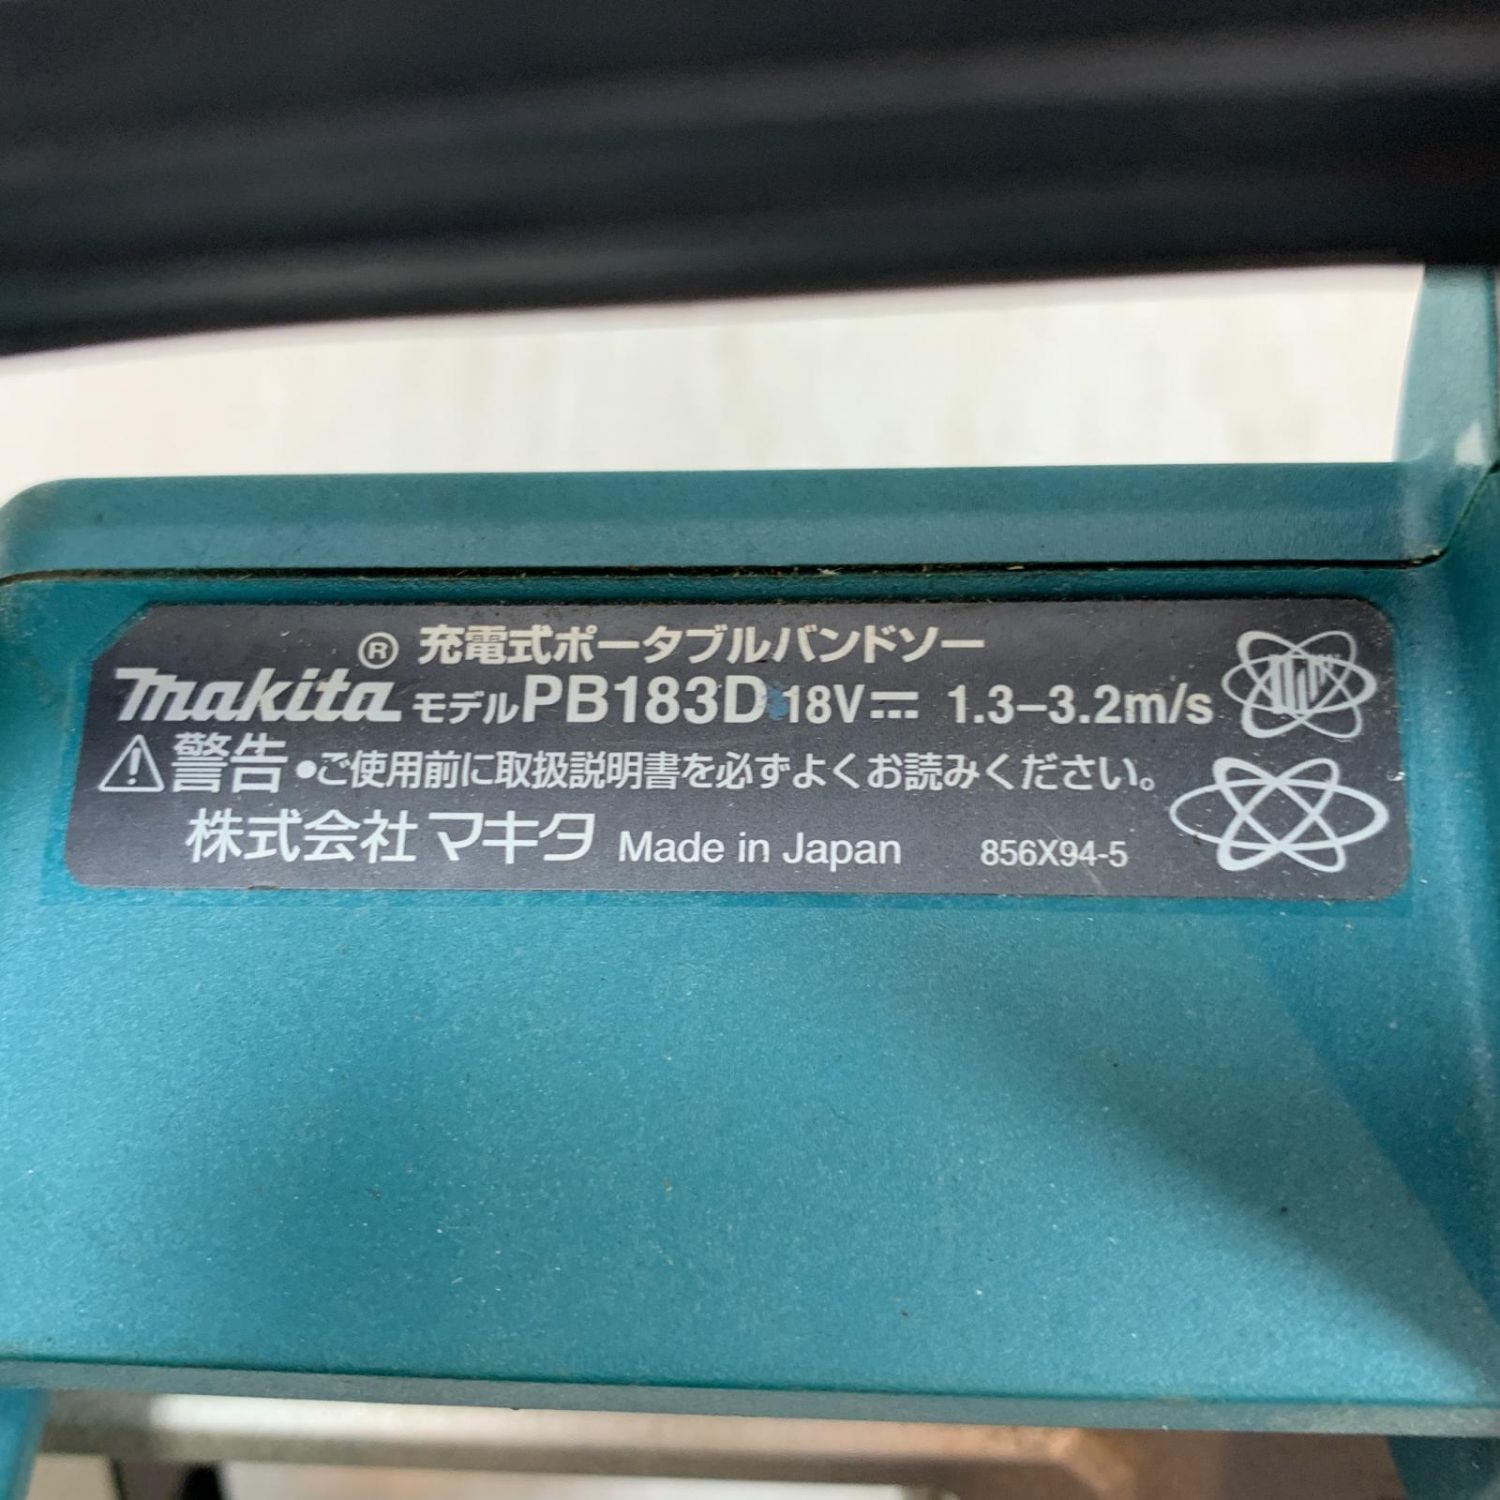 ® 充電式ポータブルバンドソー
makita モデルPB183D 18V⎓ 1.3–3.2m/s
⚠警告 ●ご使用前に取扱説明書を必ずよくお読みください。
株式会社マキタ Made in Japan 856X94-5